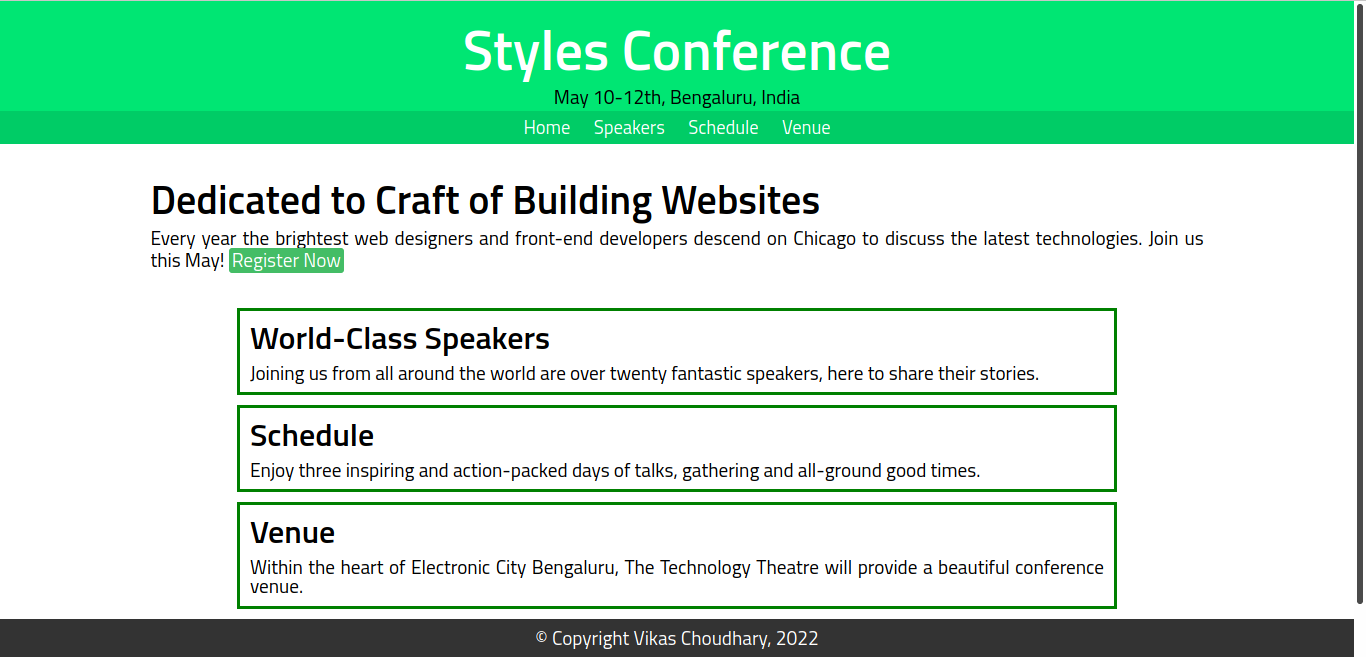 Styles Conference
May 10-12th, Bengaluru, India
Home Speakers Schedule Venue
Dedicated to Craft of Building Websites
Every year the brightest web designers and front-end developers descend on Chicago to discuss the latest technologies. Join us
this May! Register Now
World-Class Speakers
Joining us from all around the world are over twenty fantastic speakers, here to share their stories.
Schedule
Enjoy three inspiring and action-packed days of talks, gathering and all-ground good times.
Venue
Within the heart of Electronic City Bengaluru, The Technology Theatre will provide a beautiful conference
venue.
© Copyright Vikas Choudhary, 2022